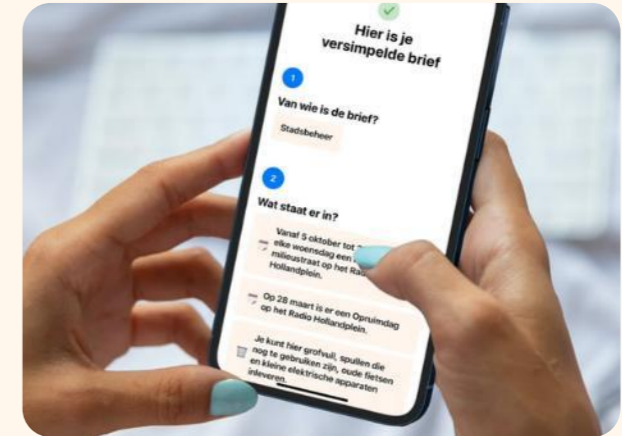 Hier is je
versimpelde brief
1
Van wie is de brief?
Stadsbeheer
2
Wat staat er in?
Vanaf 5 oktober tot
elke woensdag een
milieustraat op het
Hollandplein.
Op 28 maart is er een Opruimdag
op het Radio Hollandplein.
Je kunt hier grofvuil, spullen die
nog te gebruiken zijn, oude fietsen
en kleine elektrische apparaten
inleveren.